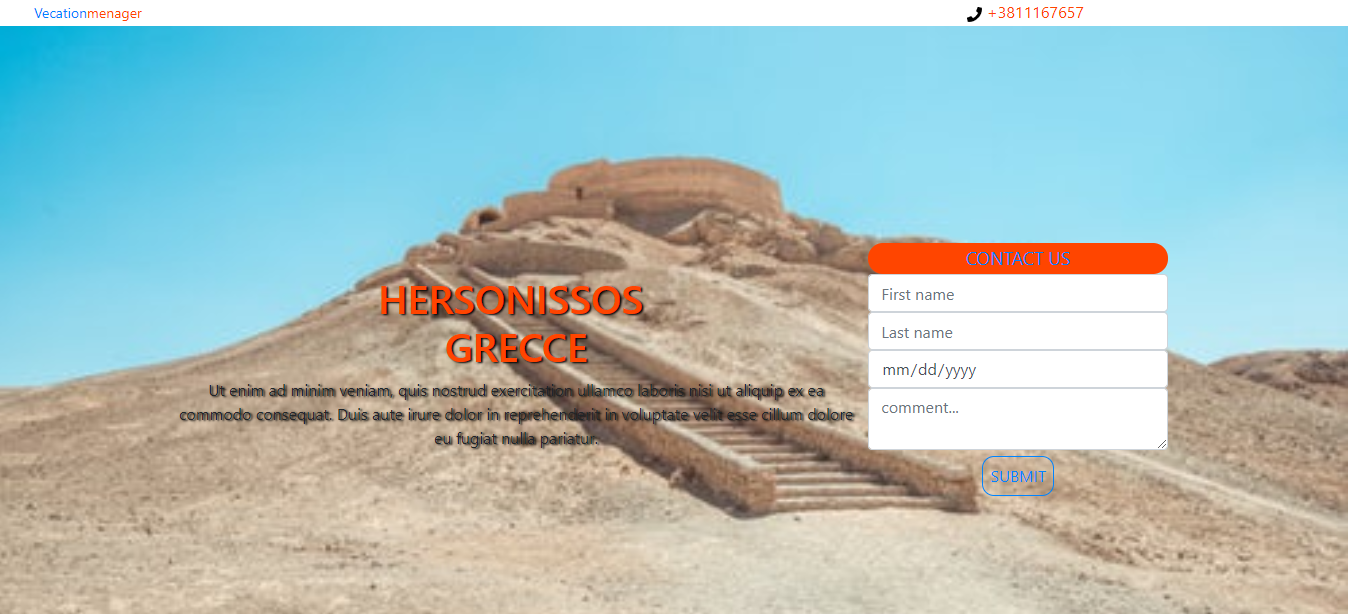 Vecationmenager
+3811167657
HERSONISSOS
GRECCE
Ut enim ad minim veniam, quis nostrud exercitation ullamco laboris nisi ut aliquip ex ea
commodo consequat. Duis aute irure dolor in reprehenderit in voluptate velit esse cillum dolore
eu fugiat nulla pariatur.
CONTACT US
First name
Last name
mm/dd/yyyy
comment...
SUBMIT